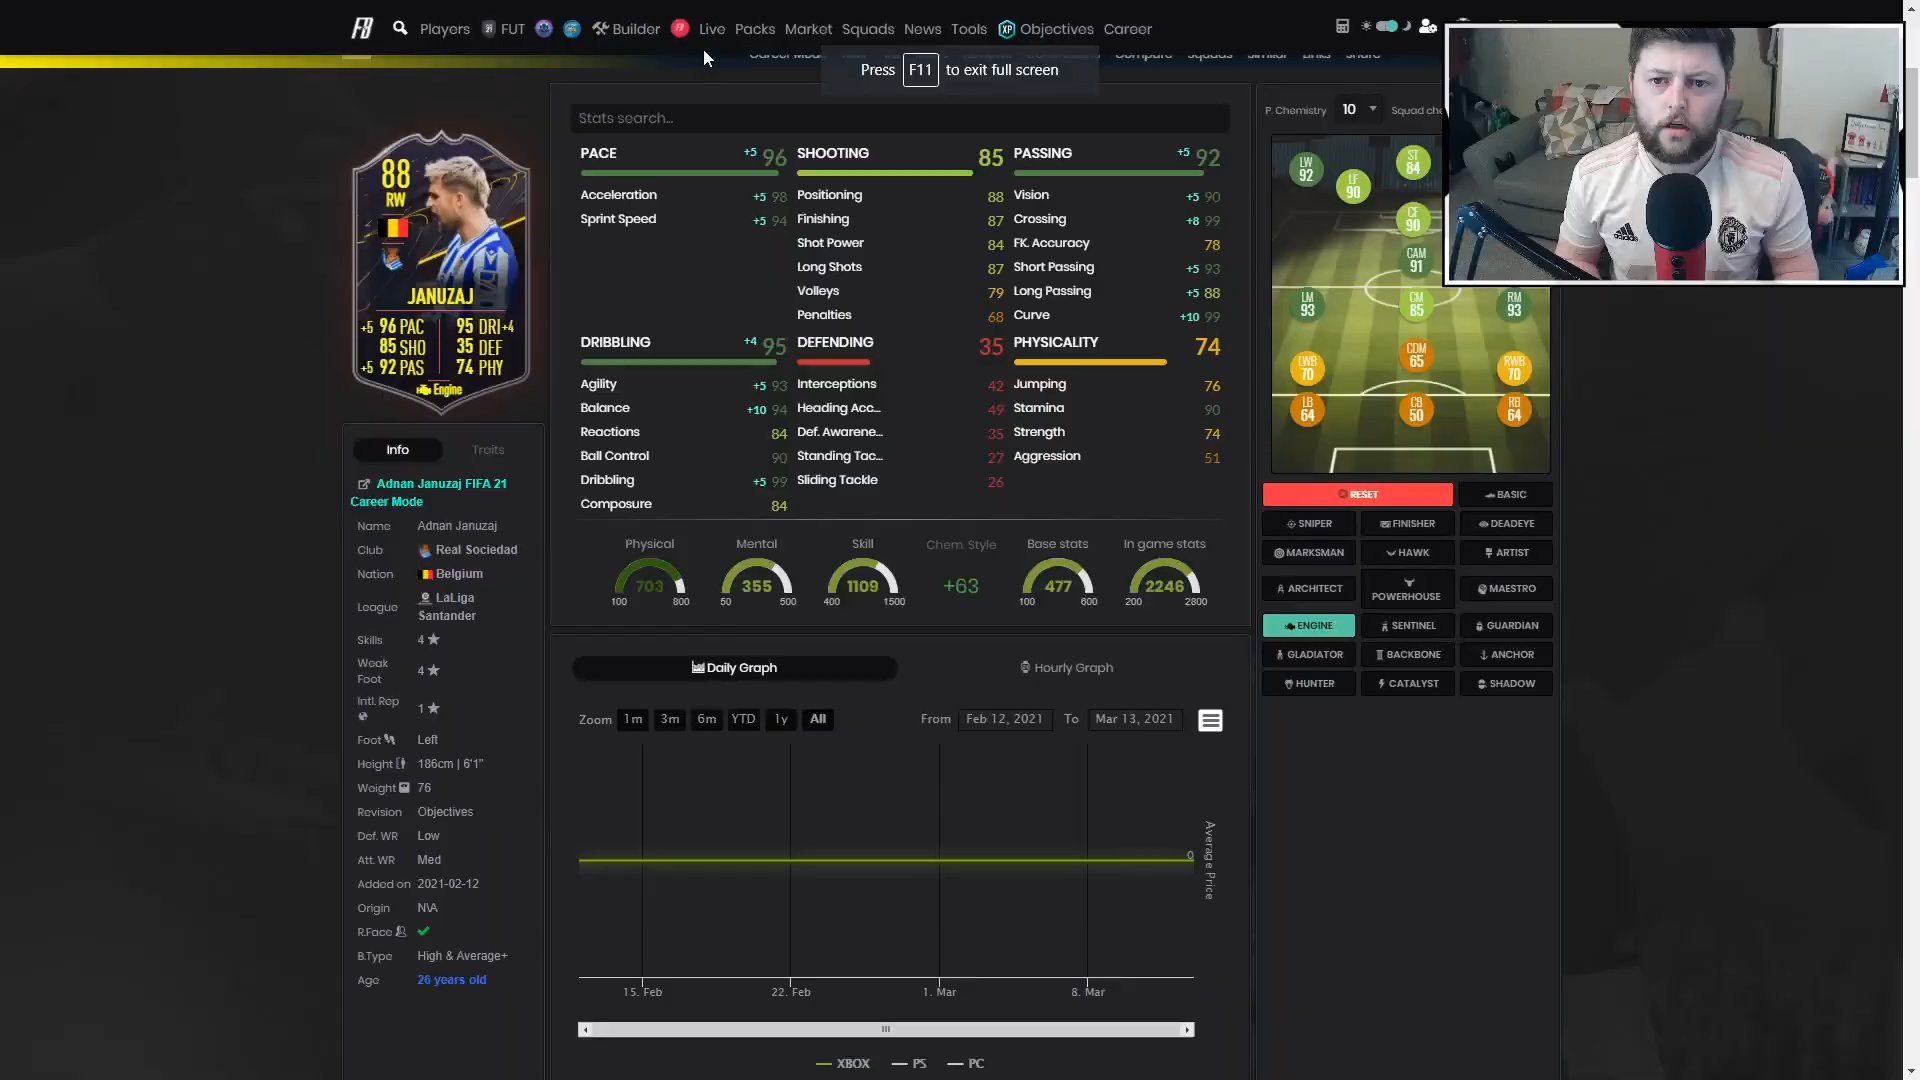 FB Players FUT Builder Live Packs Market Squads News Tools XP Objectives Career
Press F11 to exit full screen
88
RW
JANUZAJ
+5 96 PAC 95 DRI +4
85 SHO 35 DEF
+5 92 PAS 74 PHY
Engine
Info Traits
Adnan Januzaj FIFA 21
Career Mode
Name Adnan Januzaj
Club Real Sociedad
Nation Belgium
League LaLiga
Santander
Skills 4
Weak
Foot 4
Intl. Rep 1
Foot Left
Height 186cm | 6'1"
Weight 76
Revision Objectives
Def. WR Low
Att. WR Med
Added on 2021-02-12
Origin N\A
R.Face
B.Type High & Average+
Age 26 years old
Stats search...
PACE +5 96
Acceleration +5 98
Sprint Speed +5 94
SHOOTING 85
Positioning 88
Finishing 87
Shot Power 84
Long Shots 87
Volleys 79
Penalties 68
PASSING +5 92
Vision +5 90
Crossing +8 99
FK. Accuracy 78
Short Passing +5 93
Long Passing +5 88
Curve +10 99
DRIBBLING +4 95
Agility +5 93
Balance +10 94
Reactions 84
Ball Control 90
Dribbling +5 99
Composure 84
DEFENDING 35
Interceptions 42
Heading Acc... 49
Def. Awarene... 35
Standing Tac... 27
Sliding Tackle 26
PHYSICALITY 74
Jumping 76
Stamina 90
Strength 74
Aggression 51
Physical Mental Skill Chem. Style Base stats In game stats
703 355 1109 +63 477 2246
100 800 50 500 400 1500 100 600 200 2800
Daily Graph Hourly Graph
Zoom 1m 3m 6m YTD 1y All From Feb 12, 2021 To Mar 13, 2021
0
Average Price
15. Feb 22. Feb 1. Mar 8. Mar
XBOX PS PC
P. Chemistry 10 Squad che
LW
92
ST
84
LF
90
CF
90
CAM
91
LM
93
CM
85
RM
93
CDM
65
LWB
70
RWB
70
LB
64
CB
50
RB
64
RESET BASIC
SNIPER FINISHER DEADEYE
MARKSMAN HAWK ARTIST
ARCHITECT POWERHOUSE MAESTRO
ENGINE SENTINEL GUARDIAN
GLADIATOR BACKBONE ANCHOR
HUNTER CATALYST SHADOW
adidas